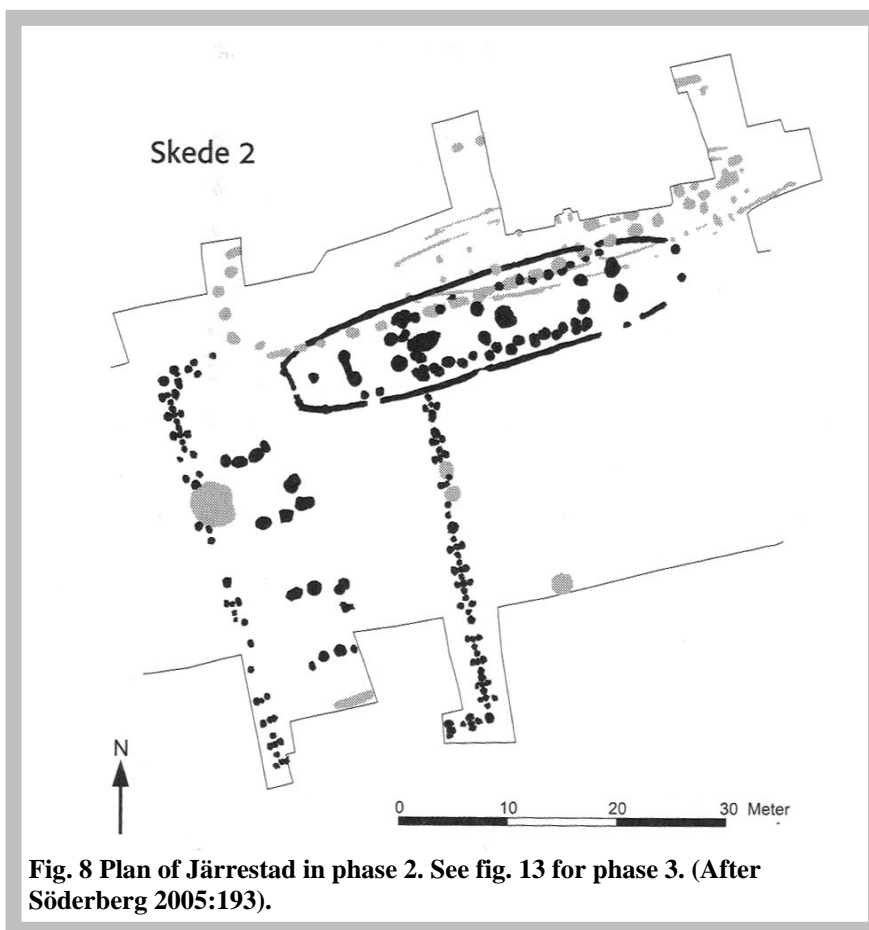 Skede 2
N
0 10 20 30 Meter
Fig. 8 Plan of Järrestad in phase 2. See fig. 13 for phase 3. (After
Söderberg 2005:193).